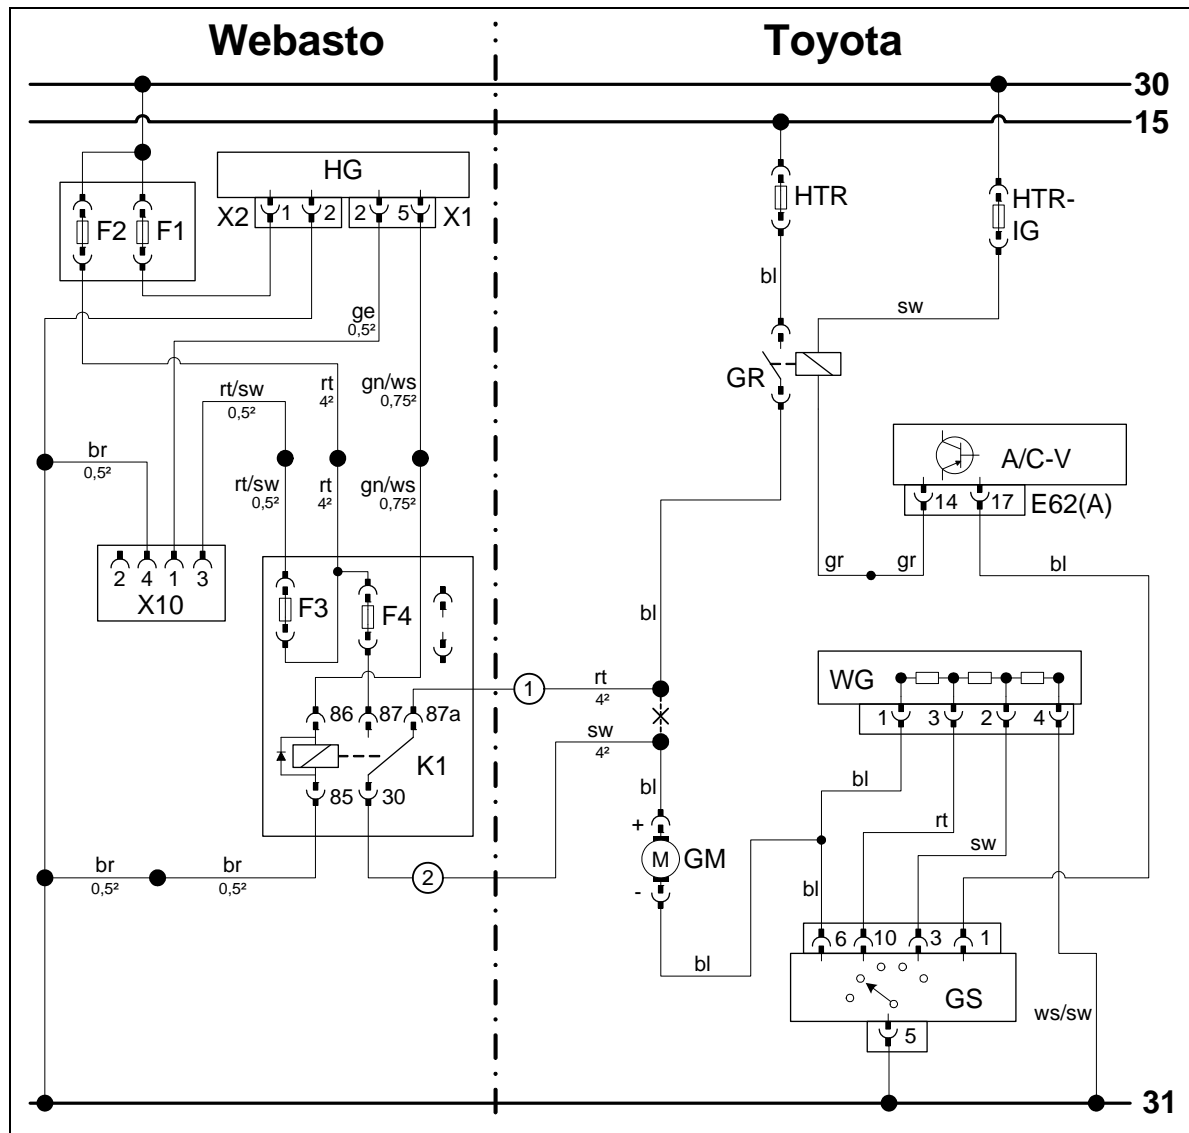 Webasto
Toyota
30
15
HG
HTR
HTR-
IG
F2
F1
X2
1
2
2
5
X1
bl
sw
ge
0,5²
rt/sw
0,5²
rt
4²
gn/ws
0,75²
GR
br
0,5²
rt/sw
0,5²
rt
4²
gn/ws
0,75²
A/C-V
14
17
E62(A)
gr
gr
bl
2
4
1
3
X10
F3
F4
bl
1
rt
4²
WG
1
3
2
4
86
87
87a
sw
4²
K1
85
30
bl
bl
rt
sw
+
M
GM
-
br
0,5²
br
0,5²
2
bl
6
10
3
1
bl
GS
ws/sw
5
31